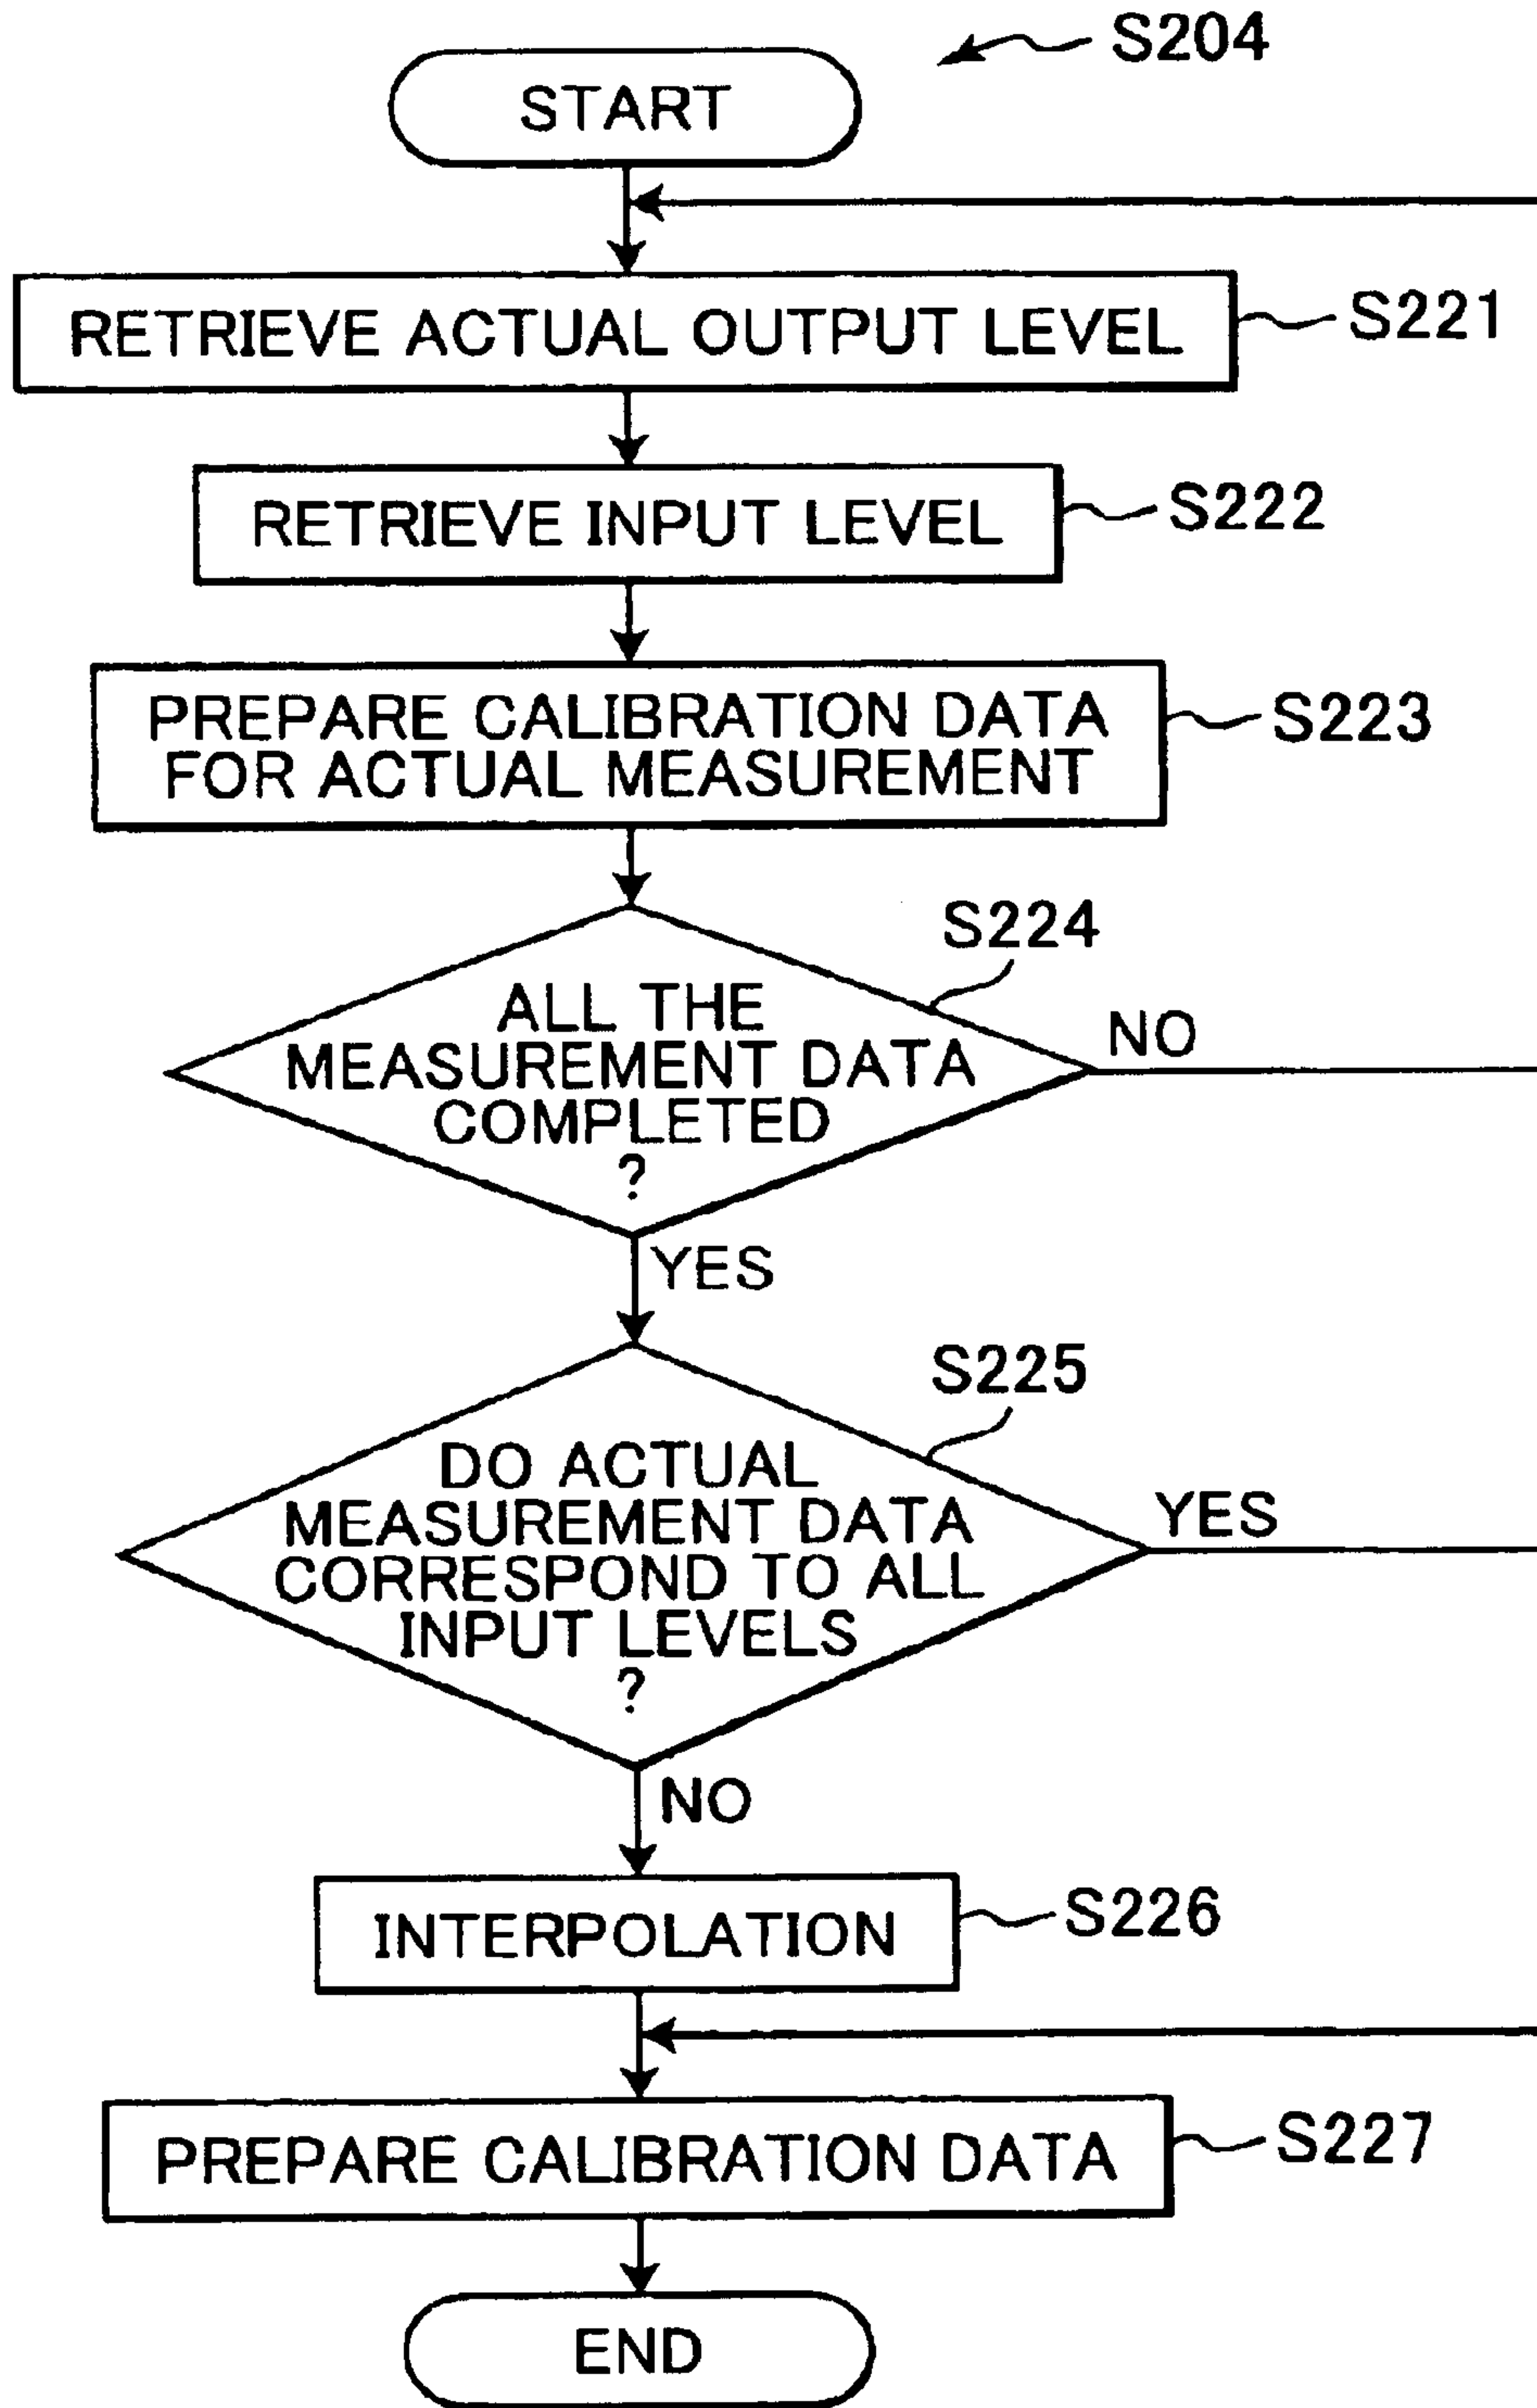 S204
START
RETRIEVE ACTUAL OUTPUT LEVEL
S221
RETRIEVE INPUT LEVEL
S222
PREPARE CALIBRATION DATA
FOR ACTUAL MEASUREMENT
S223
S224
ALL THE
MEASUREMENT DATA
COMPLETED
?
NO
YES
S225
DO ACTUAL
MEASUREMENT DATA
CORRESPOND TO ALL
INPUT LEVELS
?
YES
NO
INTERPOLATION
S226
PREPARE CALIBRATION DATA
S227
END